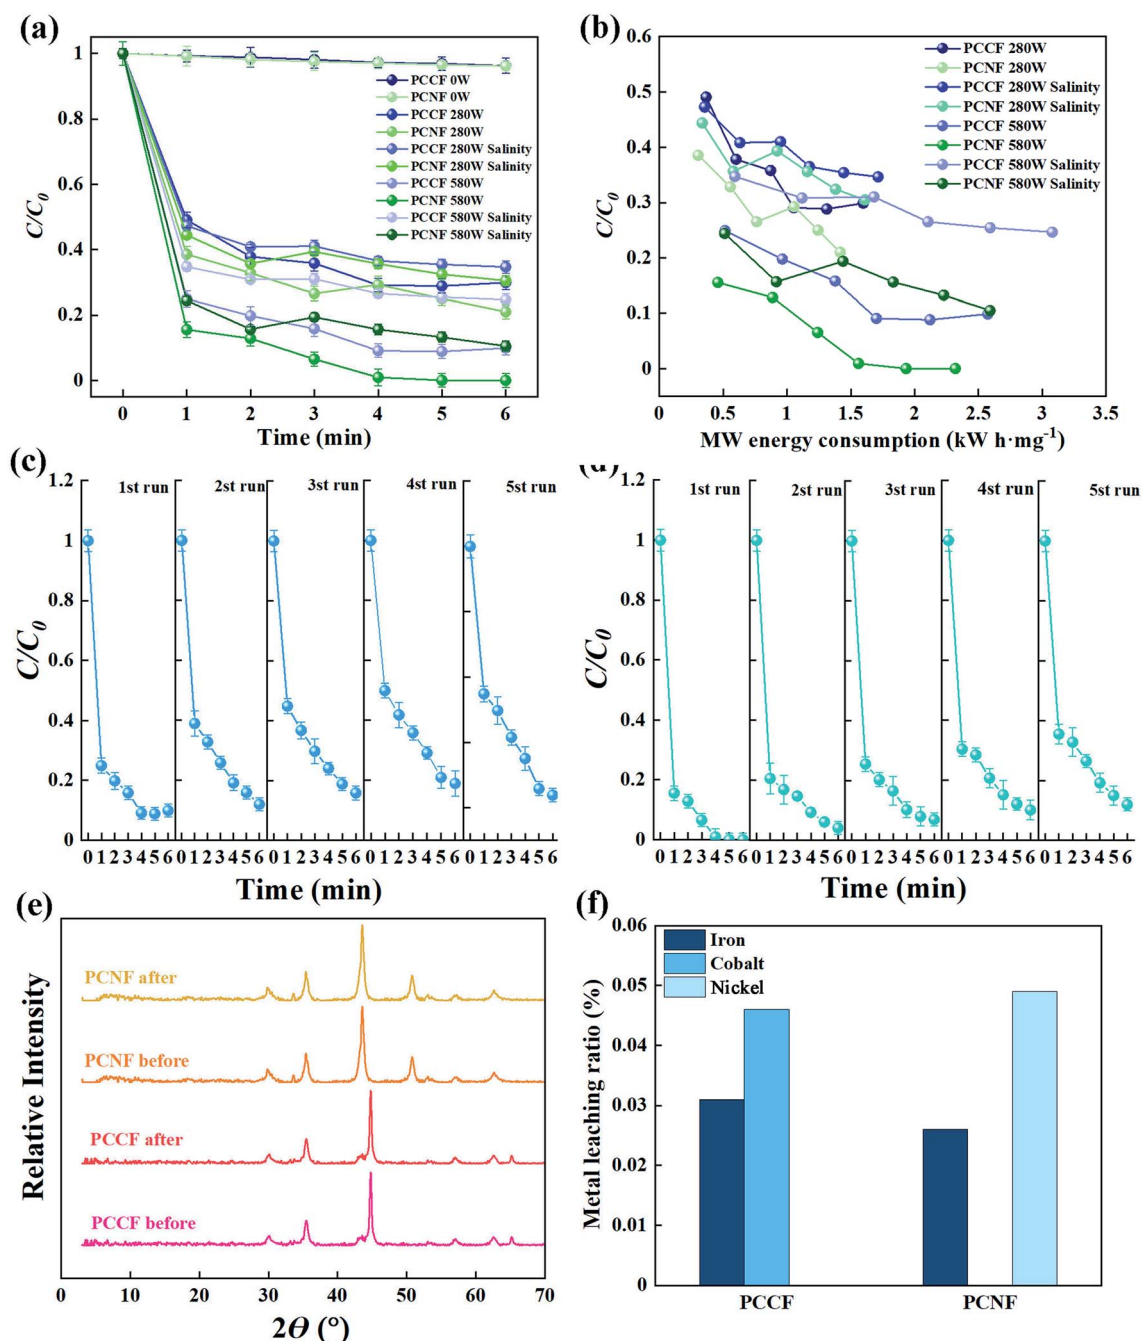 (a)
1
0.8
0.6
0.4
0.2
0
C/C0
0 1 2 3 4 5 6
Time (min)
PCCF 0W
PCNF 0W
PCCF 280W
PCNF 280W
PCCF 280W Salinity
PCNF 280W Salinity
PCCF 580W
PCNF 580W
PCCF 580W Salinity
PCNF 580W Salinity
(b)
0.6
0.5
0.4
0.3
0.2
0.1
0
C/C0
0 0.5 1 1.5 2 2.5 3 3.5
MW energy consumption (kW h·mg-1)
PCCF 280W
PCNF 280W
PCCF 280W Salinity
PCNF 280W Salinity
PCCF 580W
PCNF 580W
PCCF 580W Salinity
PCNF 580W Salinity
(c)
1.2
1
0.8
0.6
0.4
0.2
0
C/C0
1st run
2st run
3st run
4st run
5st run
0 1 2 3 4 5 6 0 1 2 3 4 5 6 0 1 2 3 4 5 6 0 1 2 3 4 5 6 0 1 2 3 4 5 6
Time (min)
(d)
1.2
1
0.8
0.6
0.4
0.2
0
C/C0
1st run
2st run
3st run
4st run
5st run
0 1 2 3 4 5 6 0 1 2 3 4 5 6 0 1 2 3 4 5 6 0 1 2 3 4 5 6 0 1 2 3 4 5 6
Time (min)
(e)
Relative Intensity
PCNF after
PCNF before
PCCF after
PCCF before
0 10 20 30 40 50 60 70
2Θ (°)
(f)
0.06
0.05
0.04
0.03
0.02
0.01
0
Metal leaching ratio (%)
Iron
Cobalt
Nickel
PCCF PCNF